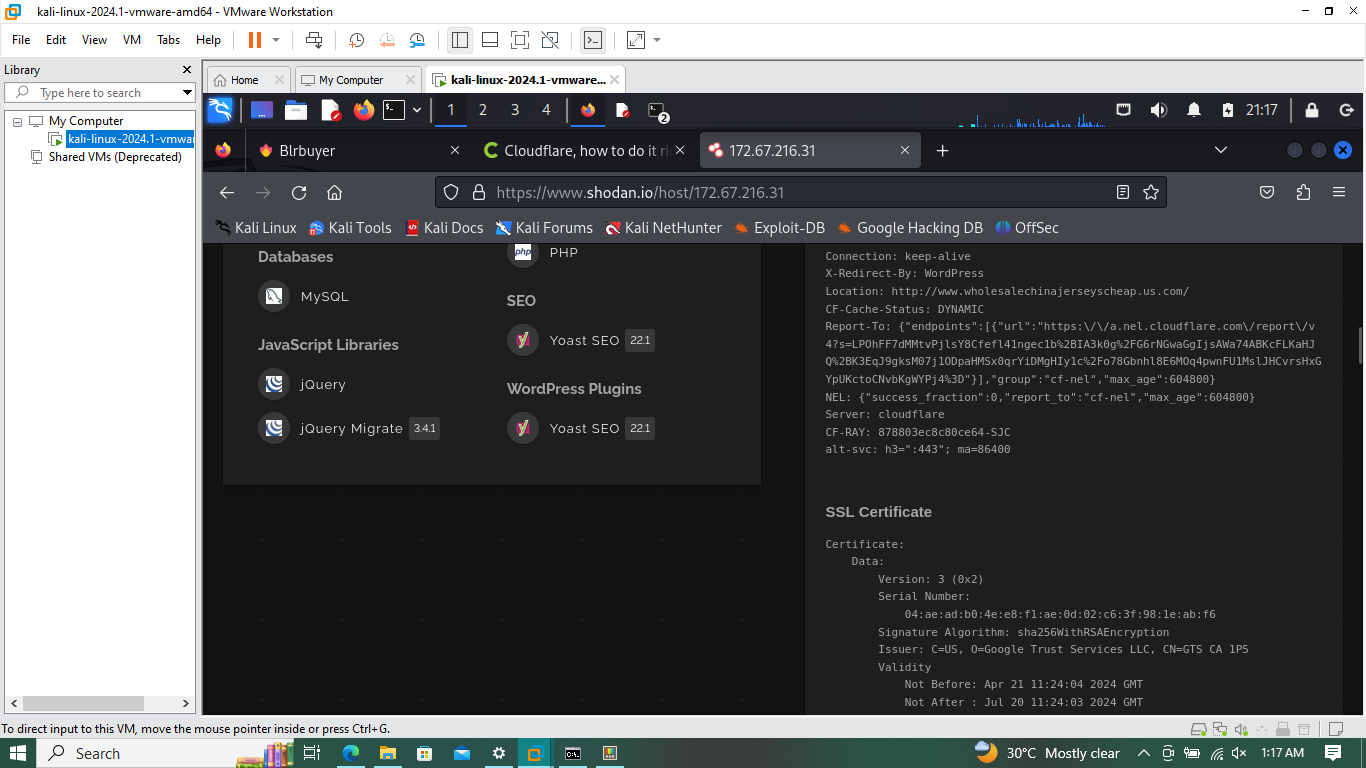 kali-linux-2024.1-vmware-amd64 - VMware Workstation
File Edit View VM Tabs Help
Library
Type here to search
My Computer
kali-linux-2024.1-vmwar
Shared VMs (Deprecated)
Home My Computer kali-linux-2024.1-vmware...
1 2 3 4 2 21:17
Blrbuyer Cloudflare, how to do it ri 172.67.216.31
https://www.shodan.io/host/172.67.216.31
Kali Linux Kali Tools Kali Docs Kali Forums Kali NetHunter Exploit-DB Google Hacking DB OffSec
Databases
MySQL
JavaScript Libraries
jQuery
jQuery Migrate 3.4.1
php PHP
SEO
Yoast SEO 22.1
WordPress Plugins
Yoast SEO 22.1
Connection: keep-alive
X-Redirect-By: WordPress
Location: http://www.wholesalechinajerseyscheap.us.com/
CF-Cache-Status: DYNAMIC
Report-To: {"endpoints":[{"url":"https:\/\/a.nel.cloudflare.com\/report\/v
4?s=LPOhFF7dMMtvPjlsY8Cfefl41ngec1b%2BIA3k0g%2FG6rNGwaGgIjsAWa74ABKcFLKaHJ
Q%2BK3EqJ9gksM07j1ODpaHMSx0qrYiDMgHIy1c%2Fo78Gbnhl8E6MOq4pwnFU1MslJHCvrsHxG
YpUKctoCNvbKgWYPj4%3D"}],"group":"cf-nel","max_age":604800}
NEL: {"success_fraction":0,"report_to":"cf-nel","max_age":604800}
Server: cloudflare
CF-RAY: 878803ec8c80ce64-SJC
alt-svc: h3=":443"; ma=86400
SSL Certificate
Certificate:
Data:
Version: 3 (0x2)
Serial Number:
04:ae:ad:b0:4e:e8:f1:ae:0d:02:c6:3f:98:1e:ab:f6
Signature Algorithm: sha256WithRSAEncryption
Issuer: C=US, O=Google Trust Services LLC, CN=GTS CA 1P5
Validity
Not Before: Apr 21 11:24:04 2024 GMT
Not After : Jul 20 11:24:03 2024 GMT
To direct input to this VM, move the mouse pointer inside or press Ctrl+G.
Search
30°C Mostly clear 1:17 AM